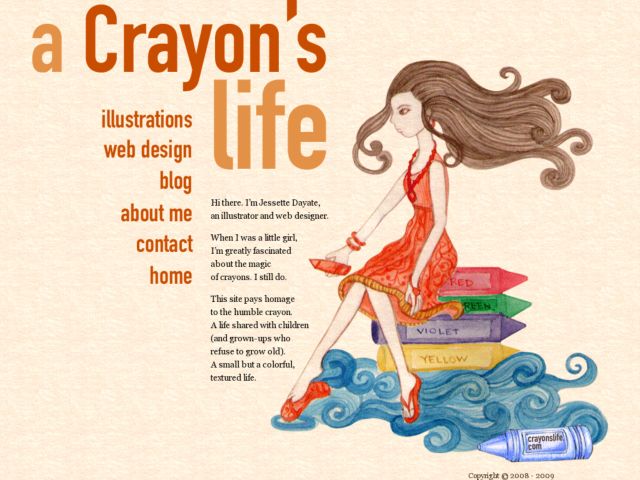 a Crayon's
life
illustrations
web design
blog
about me
contact
home
Hi there. I'm Jessette Dayate,
an illustrator and web designer.
When I was a little girl,
I'm greatly fascinated
about the magic
of crayons. I still do.
This site pays homage
to the humble crayon.
A life shared with children
(and grown-ups who
refuse to grow old).
A small but a colorful,
textured life.
RED
REEN
VIOLET
YELLOW
crayonslife
com
Copyright © 2008 - 2009